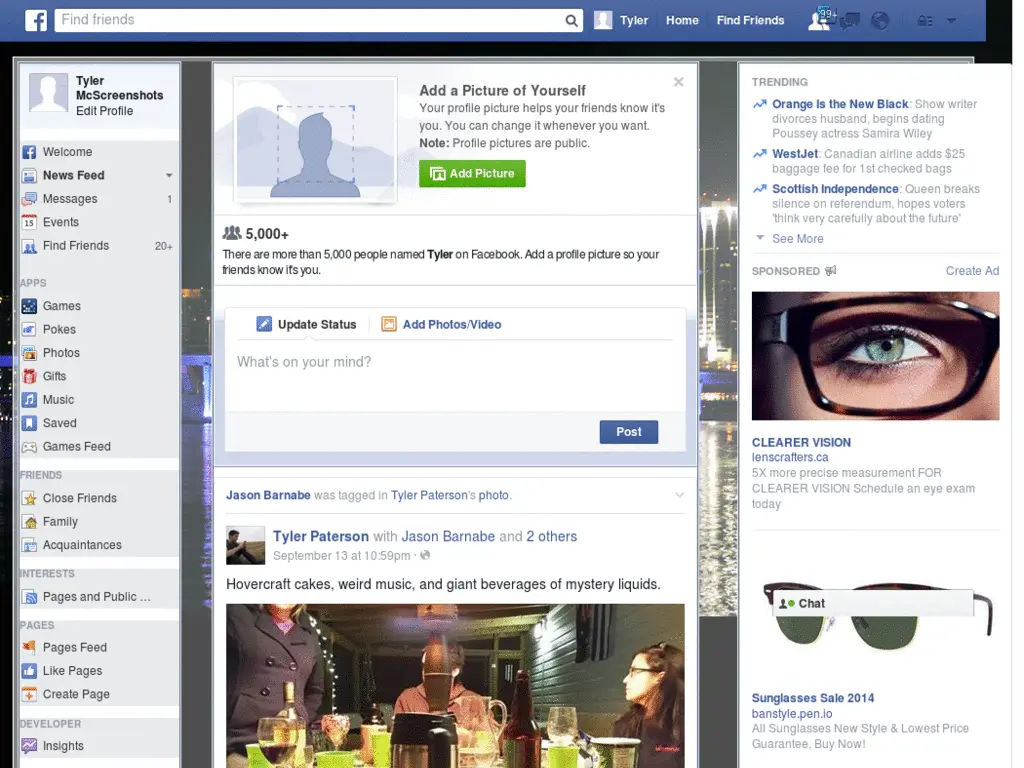 f
Find friends
Tyler
Home
Find Friends
99+
Tyler
McScreenshots
Edit Profile
Welcome
News Feed
Messages 1
Events
Find Friends 20+
APPS
Games
Pokes
Photos
Gifts
Music
Saved
Games Feed
FRIENDS
Close Friends
Family
Acquaintances
INTERESTS
Pages and Public ...
PAGES
Pages Feed
Like Pages
Create Page
DEVELOPER
Insights
Add a Picture of Yourself
Your profile picture helps your friends know it's
you. You can change it whenever you want.
Note: Profile pictures are public.
Add Picture
5,000+
There are more than 5,000 people named Tyler on Facebook. Add a profile picture so your
friends know it's you.
Update Status
Add Photos/Video
What's on your mind?
Post
Jason Barnabe was tagged in Tyler Paterson's photo.
Tyler Paterson with Jason Barnabe and 2 others
September 13 at 10:59pm ·
Hovercraft cakes, weird music, and giant beverages of mystery liquids.
TRENDING
Orange Is the New Black: Show writer
divorces husband, begins dating
Poussey actress Samira Wiley
WestJet: Canadian airline adds $25
baggage fee for 1st checked bags
Scottish Independence: Queen breaks
silence on referendum, hopes voters
'think very carefully about the future'
See More
SPONSORED
Create Ad
CLEARER VISION
lenscrafters.ca
5X more precise measurement FOR
CLEARER VISION Schedule an eye exam
today
Chat
Sunglasses Sale 2014
banstyle.pen.io
All Sunglasses New Style & Lowest Price
Guarantee, Buy Now!